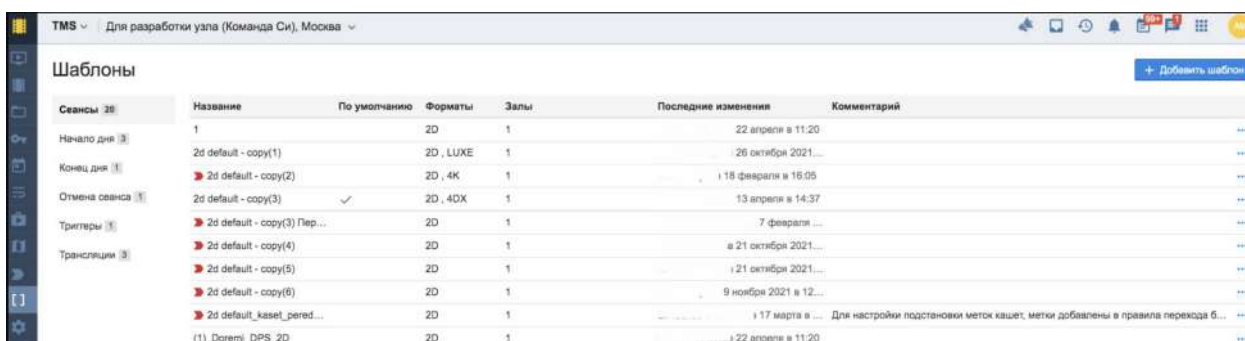 TMS Для разработки узла (Команда Си), Москва 99+
Шаблоны + Добавить шаблон
Сеансы 20
Начало дня 3
Конец дня 1
Отмена сеанса 1
Триггеры 1
Трансляции 3
Название По умолчанию Форматы Залы Последние изменения Комментарий
1 2D 1 22 апреля в 11:20
2d default - copy(1) 2D , LUXE 1 26 октября 2021...
2d default - copy(2) 2D , 4K 1 18 февраля в 16:05
2d default - copy(3) 2D , 4DX 1 13 апреля в 14:37
2d default - copy(3) Пер... 2D 1 7 февраля ...
2d default - copy(4) 2D 1 в 21 октября 2021...
2d default - copy(5) 2D 1 21 октября 2021...
2d default - copy(6) 2D 1 9 ноября 2021 в 12...
2d default_kaset_pered... 2D 1 17 марта в ... Для настройки подстановки меток кашет, метки добавлены в правила перехода б...
(1)_Doremi_DPS_2D 2D 1 22 апреля в 11:20